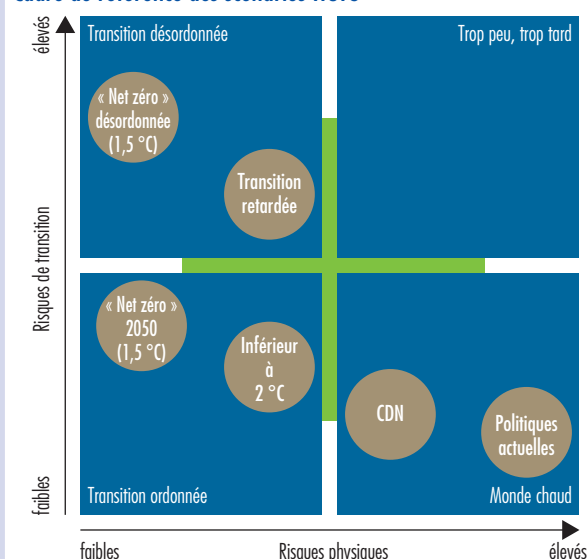 élevés
Transition désordonnée
Trop peu, trop tard
« Net zéro »
désordonnée
(1,5 °C)
Transition
retardée
Risques de transition
« Net zéro »
2050
(1,5 °C)
Inférieur
à
2 °C
CDN
Politiques
actuelles
faibles
Transition ordonnée
Monde chaud
faibles
Risques physiques
élevés